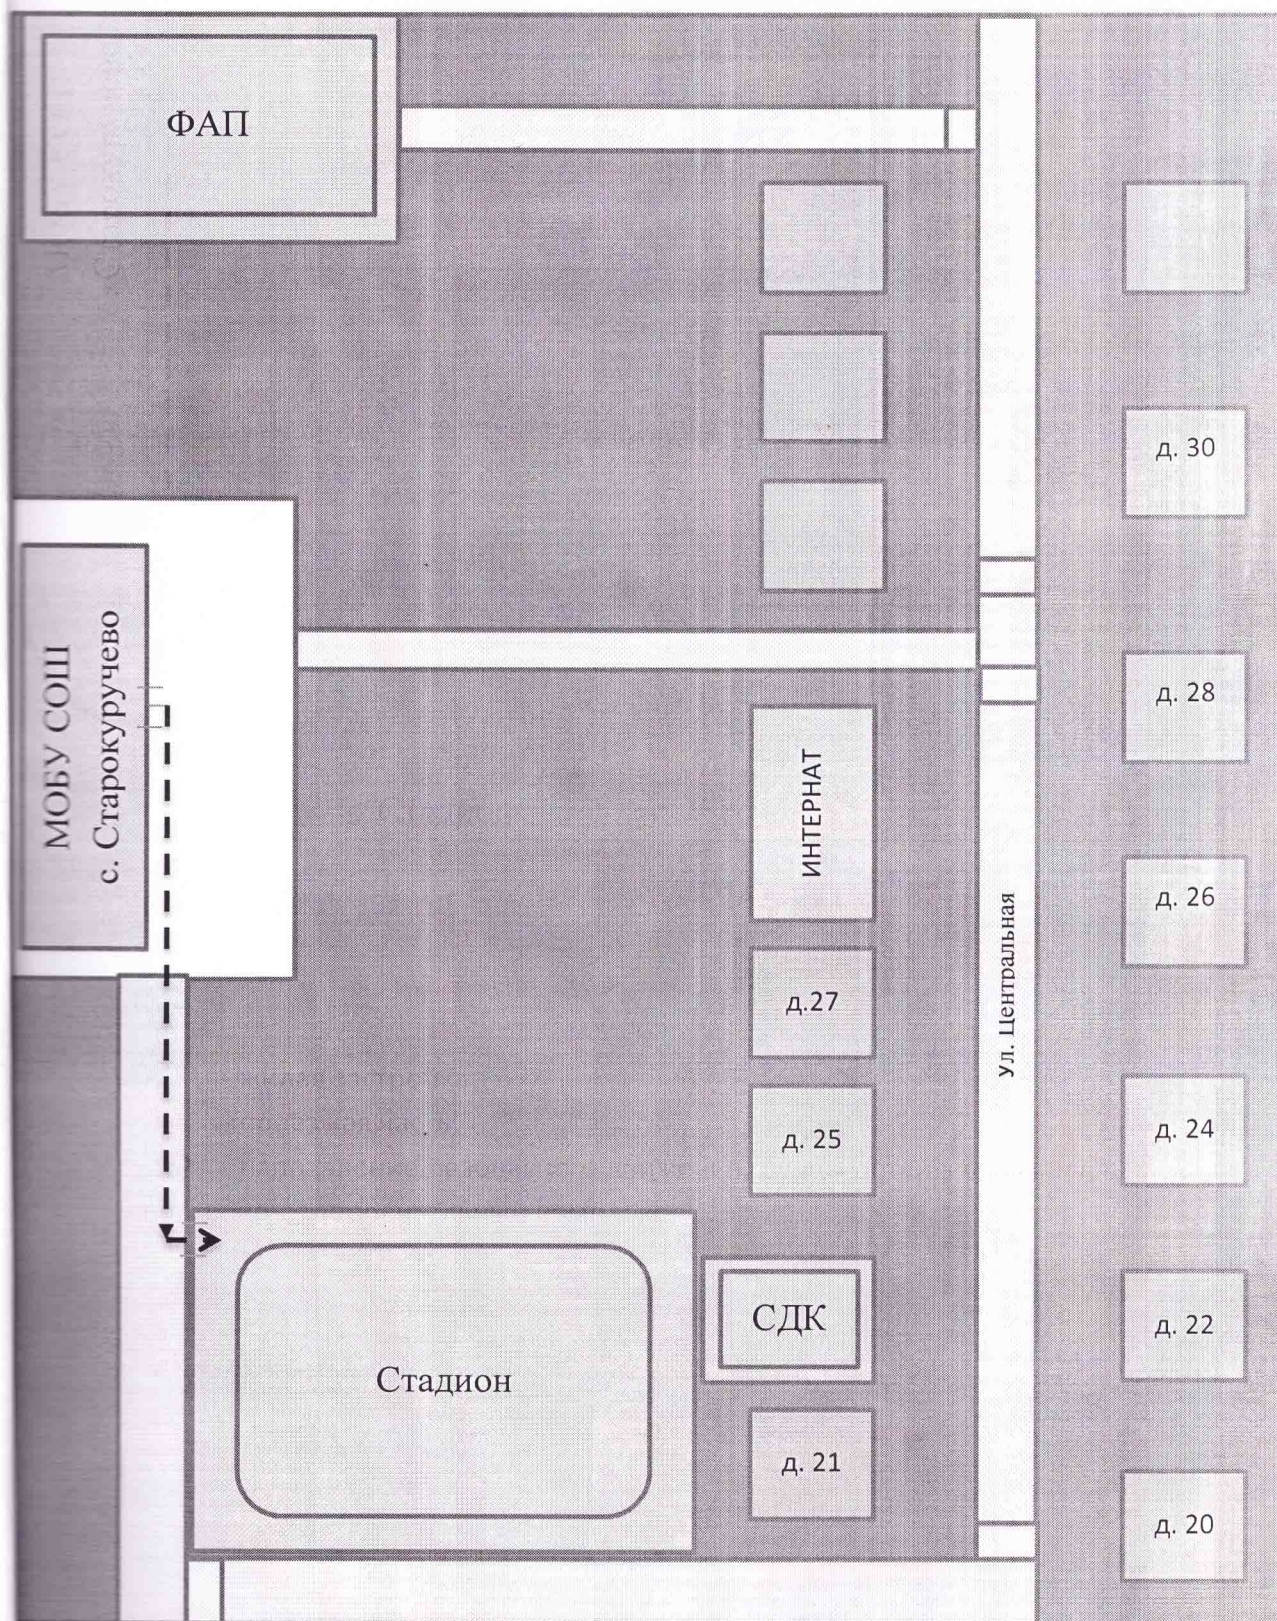 ФАП
д. 30
МОБУ СОШ
с. Старокуручево
д. 28
ИНТЕРНАТ
д. 26
Ул. Центральная
д.27
д. 25
д. 24
СДК
д. 22
Стадион
д. 21
д. 20